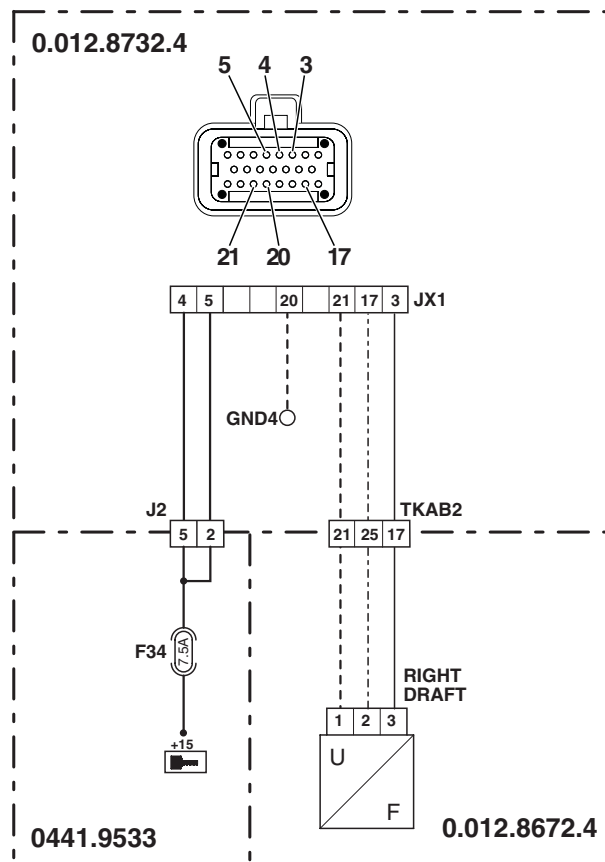 0.012.8732.4
5 4 3
21 20 17
4 5 20 21 17 3 JX1
GND4
J2 TKAB2
5 2 21 25 17
F34 7.5A
RIGHT
DRAFT
1 2 3
+15
U
F
0441.9533 0.012.8672.4